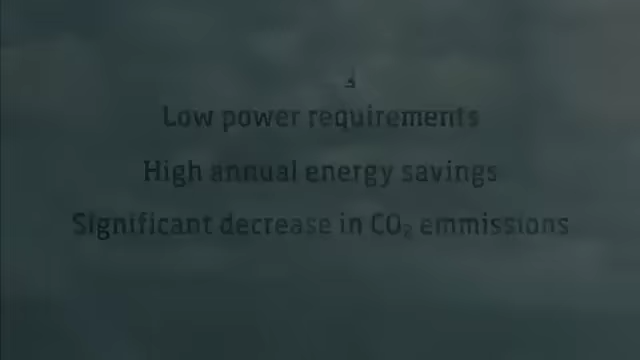 Low power requirements
High annual energy savings
Significant decrease in CO₂ emmissions